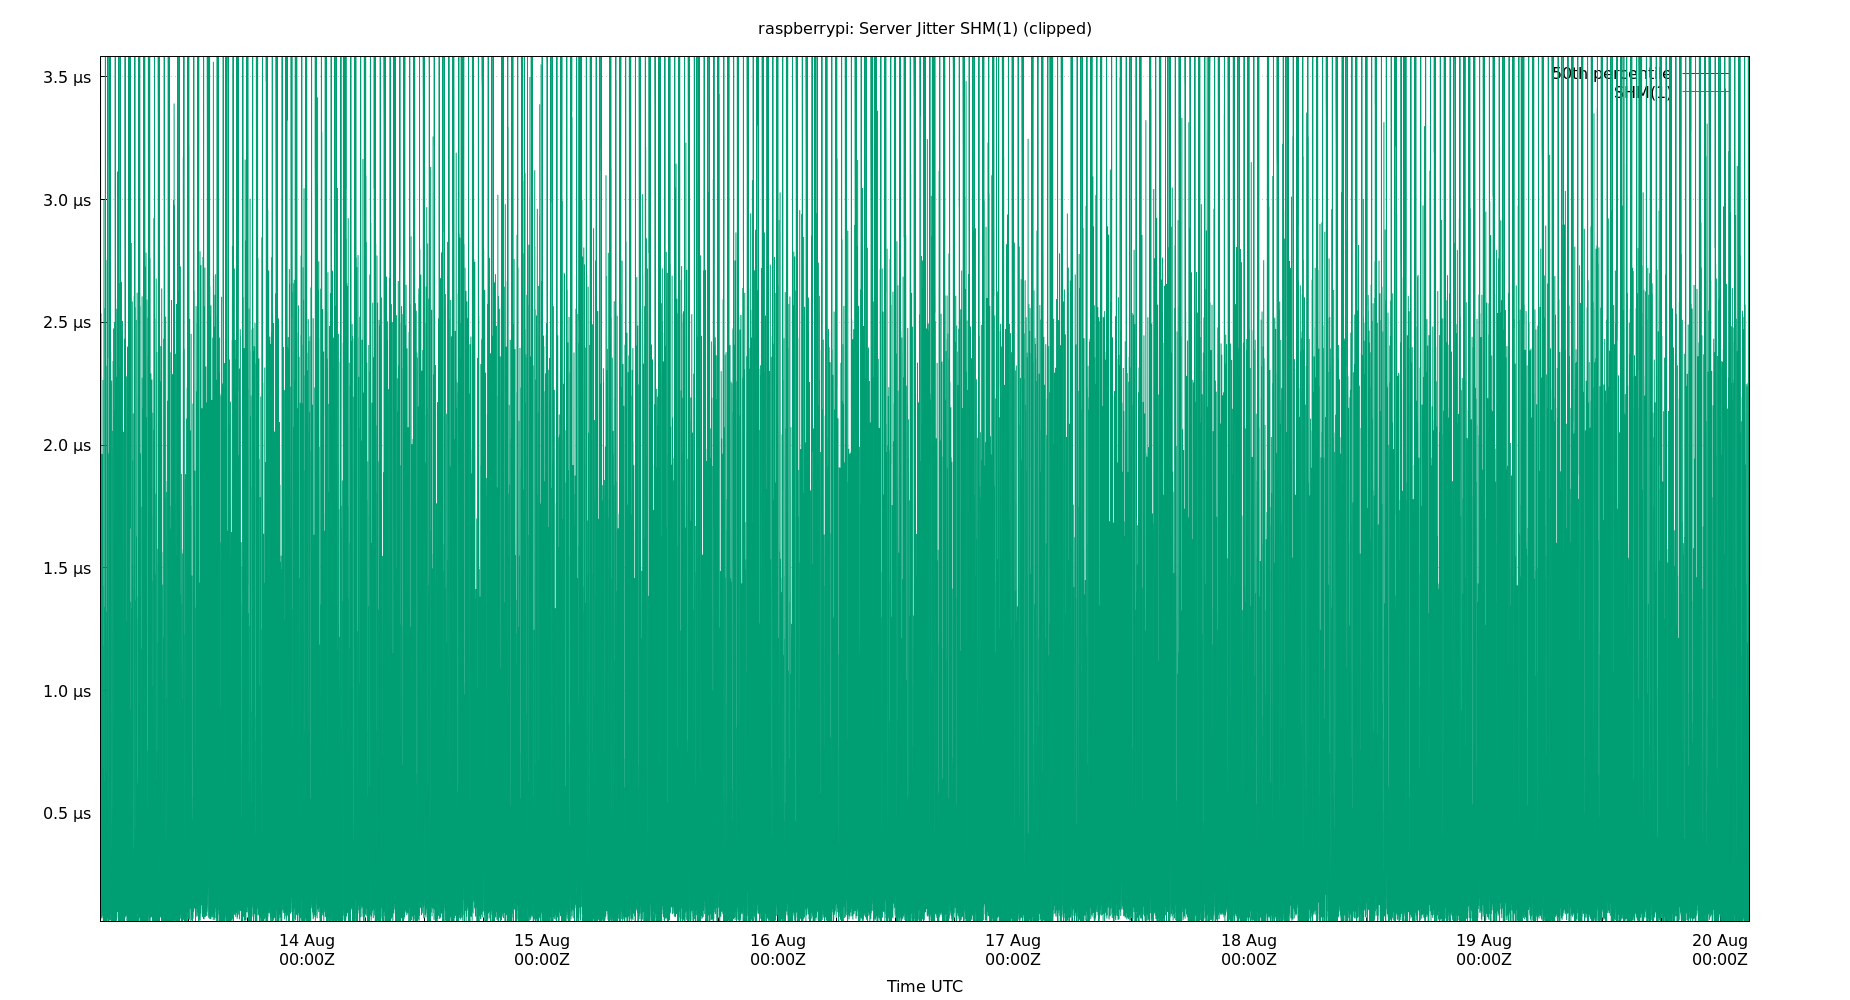 raspberrypi: Server Jitter SHM(1) (clipped)
3.5 µs
3.0 µs
2.5 µs
2.0 µs
1.5 µs
1.0 µs
0.5 µs
50th percentile
SHM(1)
14 Aug 15 Aug 16 Aug 17 Aug 18 Aug 19 Aug 20 Aug
00:00Z 00:00Z 00:00Z 00:00Z 00:00Z 00:00Z 00:00Z
Time UTC